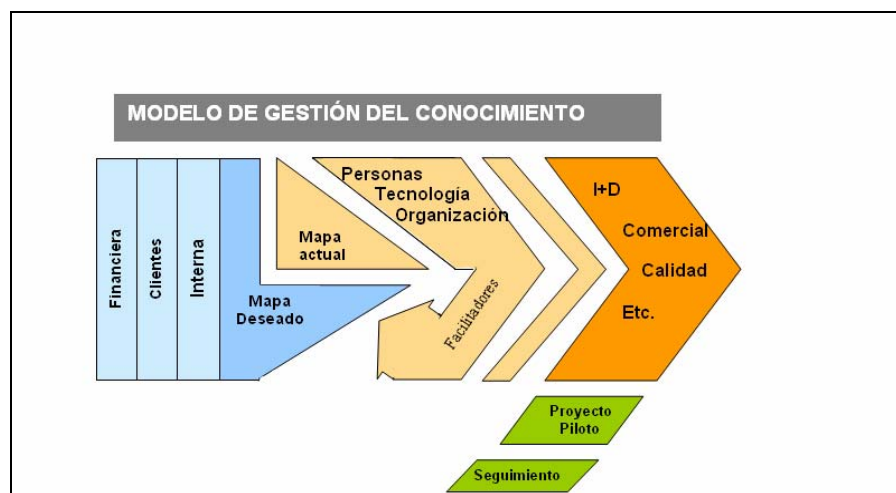 MODELO DE GESTIÓN DEL CONOCIMIENTO
Financiera
Clientes
Interna
Mapa
Deseado
Mapa
actual
Personas
Tecnología
Organización
Facilitadores
I+D
Comercial
Calidad
Etc.
Proyecto
Piloto
Seguimiento